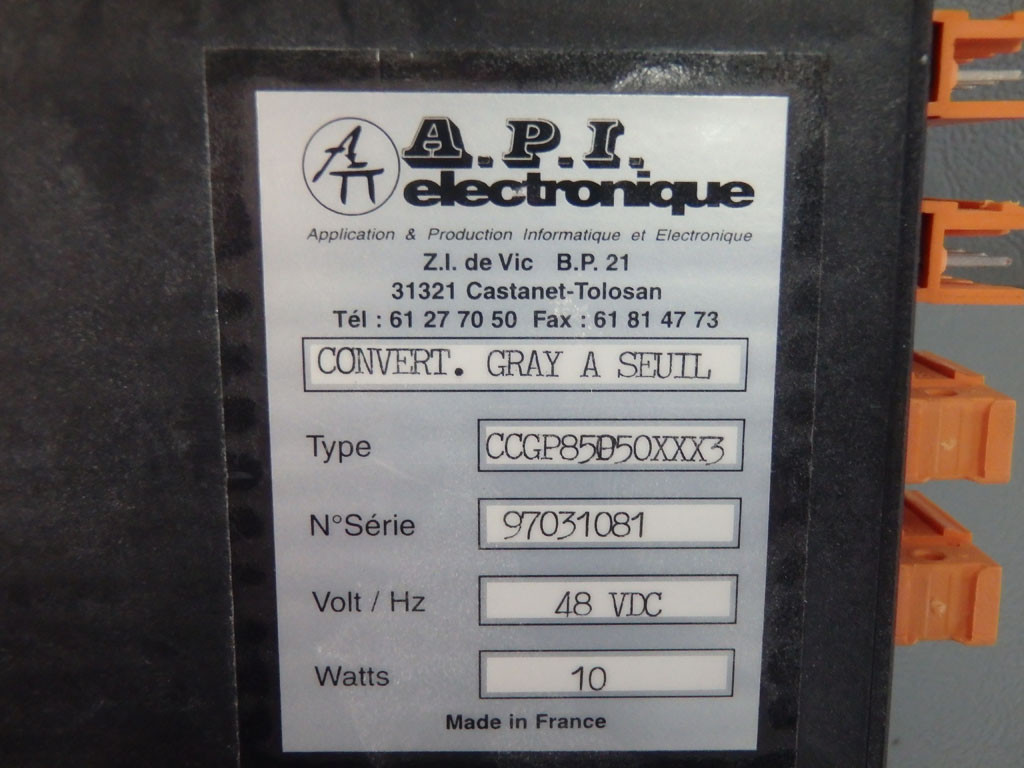 A.P.I.
electronique
Application & Production Informatique et Electronique
Z.I. de Vic B.P. 21
31321 Castanet-Tolosan
Tél : 61 27 70 50 Fax : 61 81 47 73
CONVERT. GRAY A SEUIL
Type
N°Série 97031081
Volt / Hz 48 VDC
Watts 10
Made in France